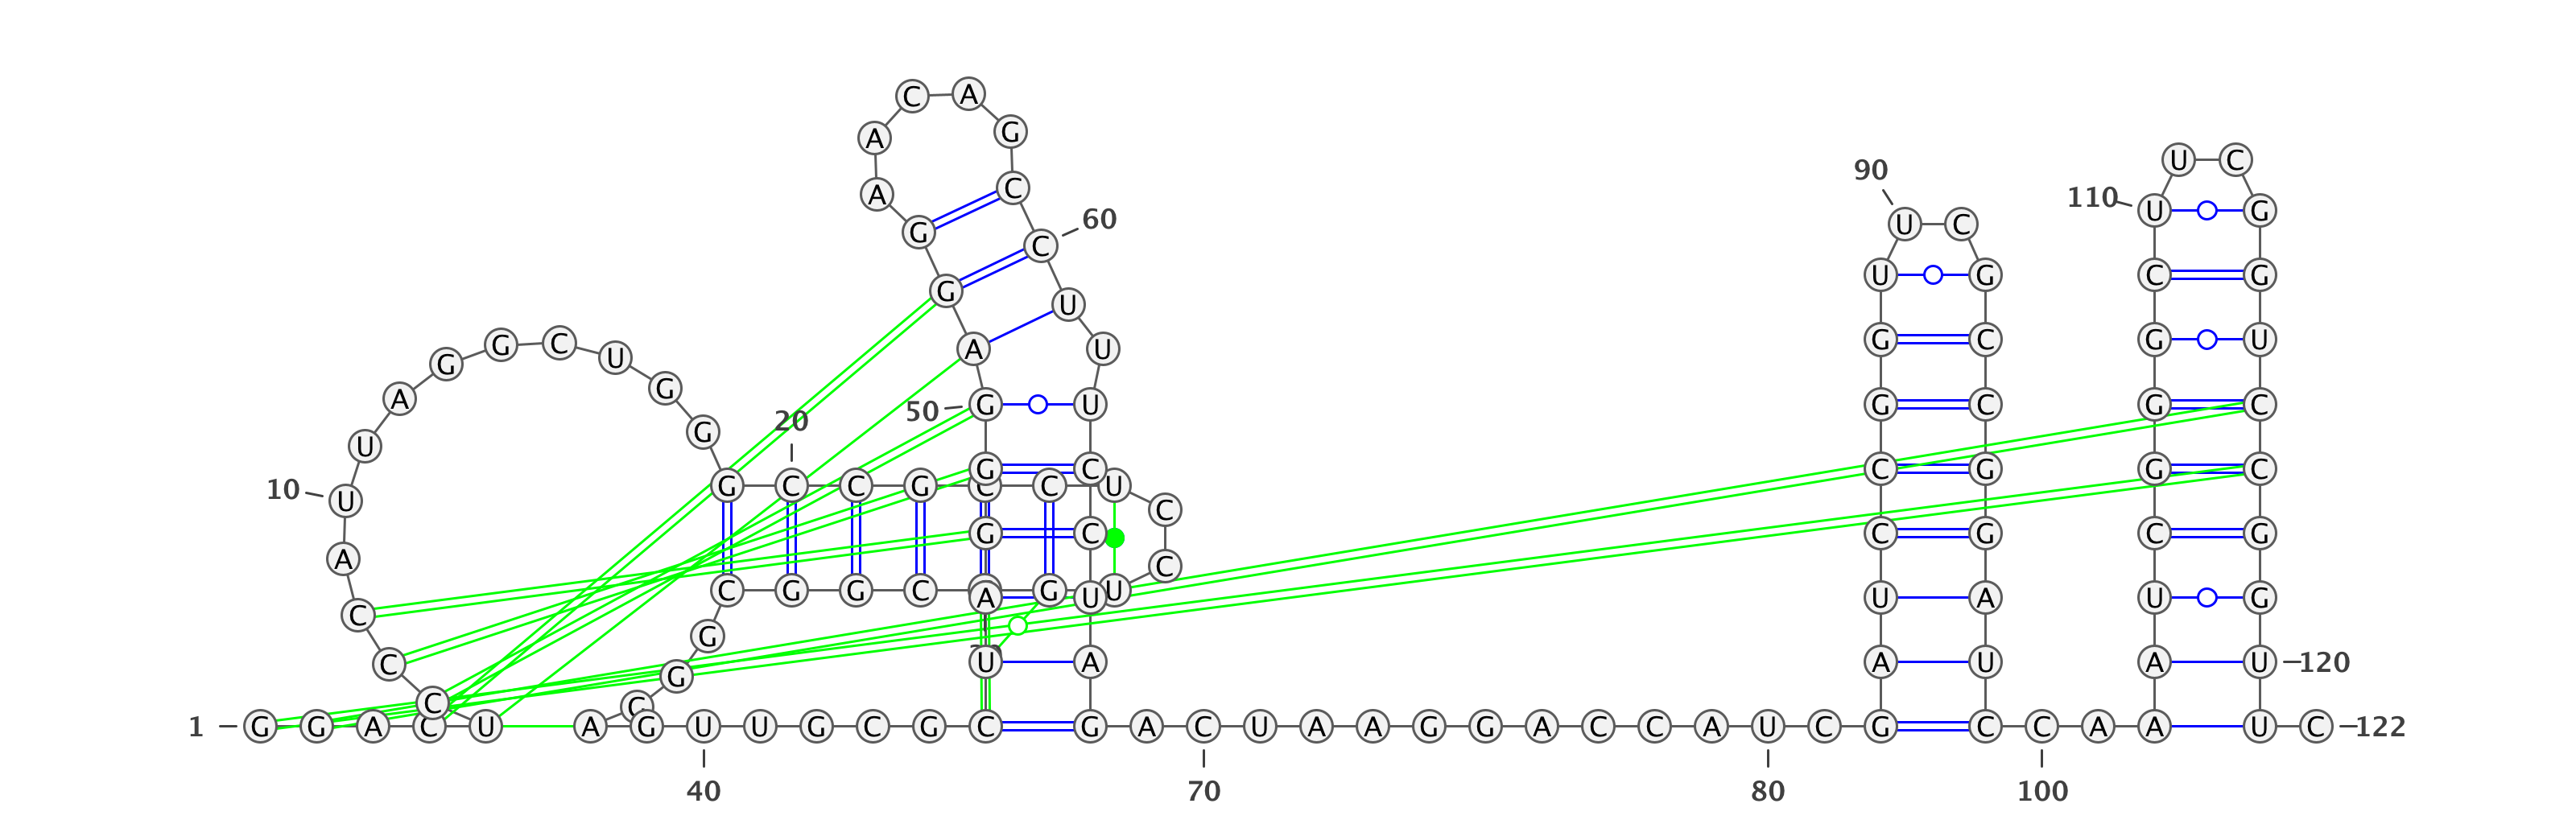 C A
A G
U C
90
A C 110
60 U G
G U C
C
U G C G
G
U
G C U A U G C G U
G
G
A
50 G U G C G C
20
G
U
G C C G G C
10 U G C C G C C U
C
G C C G C G
A C
C G G C G U
A U U A U G
C
G
C U A A U A U 120
G
C C
1 G G A C U A G U U G C G C G A C U A A G G A C C A U C G C C A A U C 122
40 70 80 100